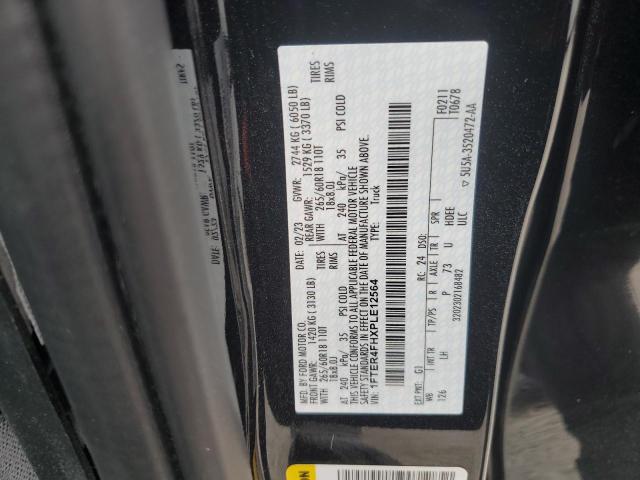 MFD. BY FORD MOTOR CO.
DATE: 02/23
GVWR: 2744 KG ( 6050 LB)
FRONT GAWR: 1420 KG ( 3130 LB)
REAR GAWR: 1529 KG ( 3370 LB)
WITH 265/60R18 110T TIRES
18x8.0J RIMS
AT 240 kPa/ 35 PSI COLD
WITH 265/60R18 110T TIRES
18x8.0J RIMS
AT 240 kPa/ 35 PSI COLD
THIS VEHICLE CONFORMS TO ALL APPLICABLE FEDERAL MOTOR VEHICLE
SAFETY STANDARDS IN EFFECT ON THE DATE OF MANUFACTURE SHOWN ABOVE.
VIN: 1FTER4FHXPLE12564
TYPE: Truck
F0211
T0678
EXT PNT: G1 RC: 24 DSO:
WB INT TR TP/PS R AXLE TR SPR
126 LH P 73 U HDEE
ULC
3202302168482
5U5A-3520472-AA